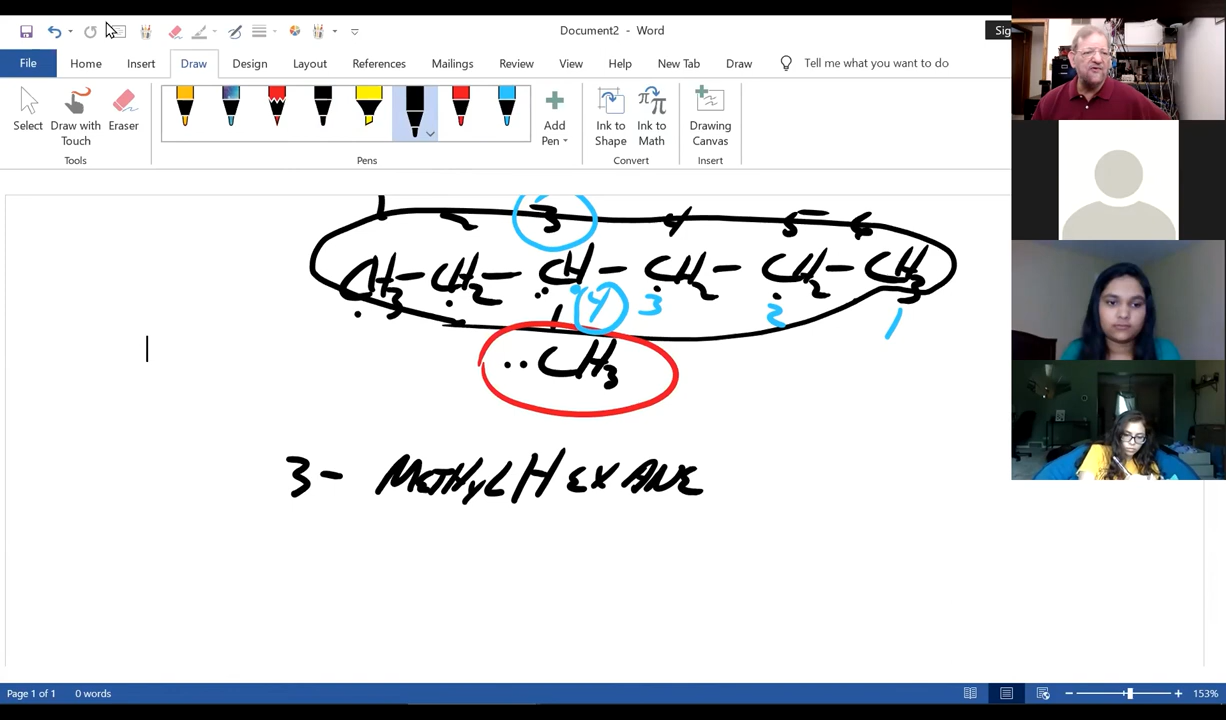 Document2 - Word
Sig
File Home Insert Draw Design Layout References Mailings Review View Help New Tab Draw Tell me what you want to do
Select Draw with Touch Eraser Add Pen Ink to Shape Ink to Math Drawing Canvas
Tools Pens Convert Insert
1 2 3 4 5 6
CH3 - CH2 - CH - CH2 - CH2 - CH3
4 3 2 1
CH3
3- METHYLHEXANE
Page 1 of 1 0 words 153%